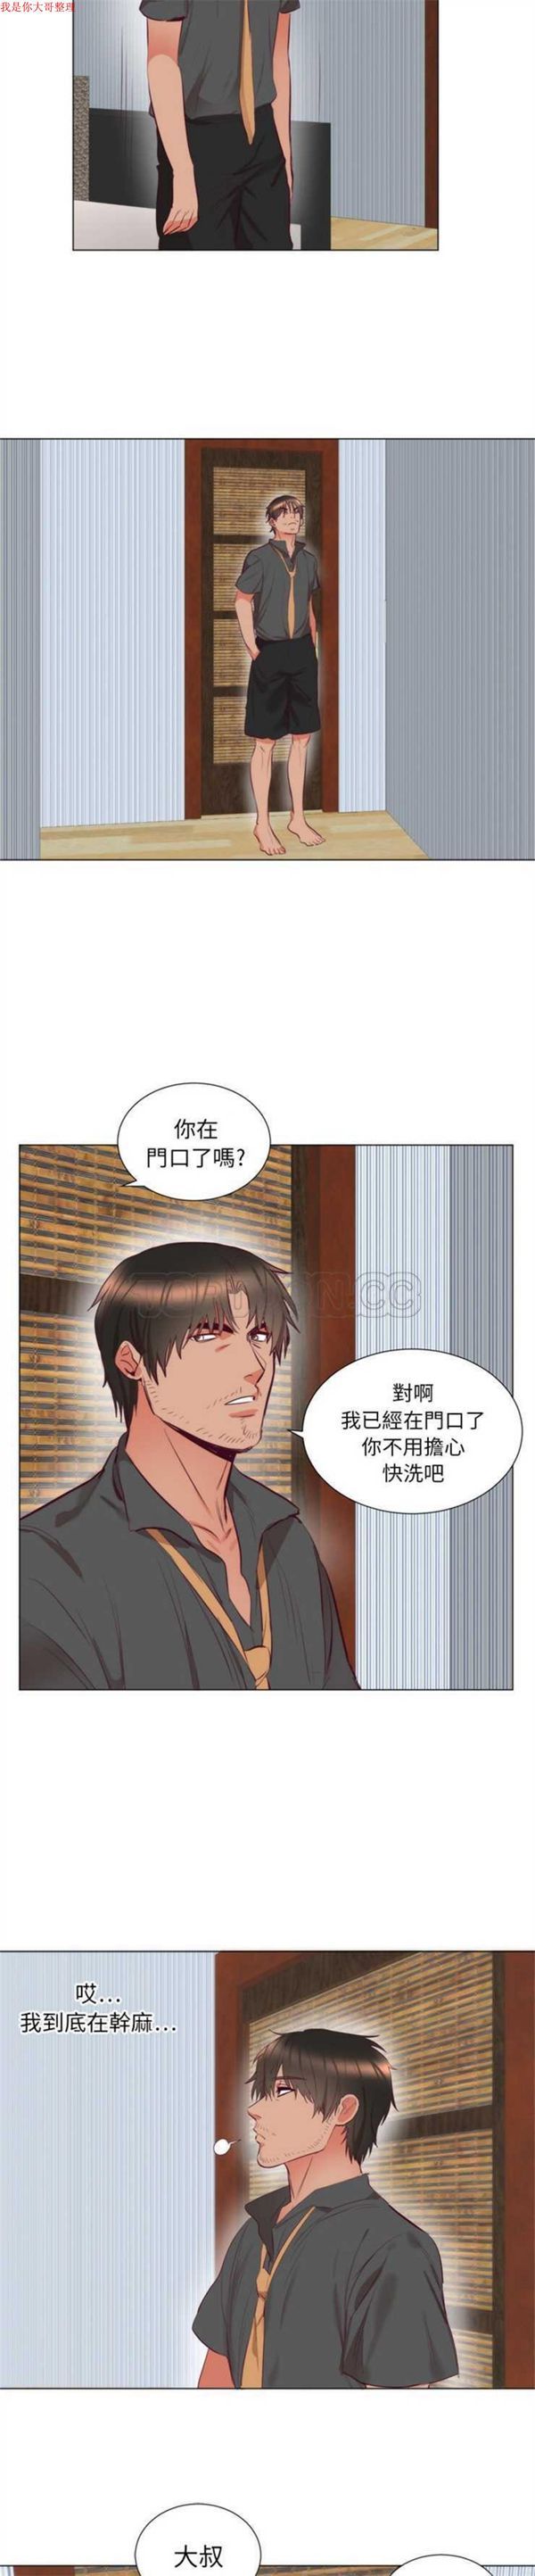 我是你大哥整理
你在
門口了嗎?
對啊
我已經在門口了
你不用擔心
快洗吧
哎...
我到底在幹麻...
大叔